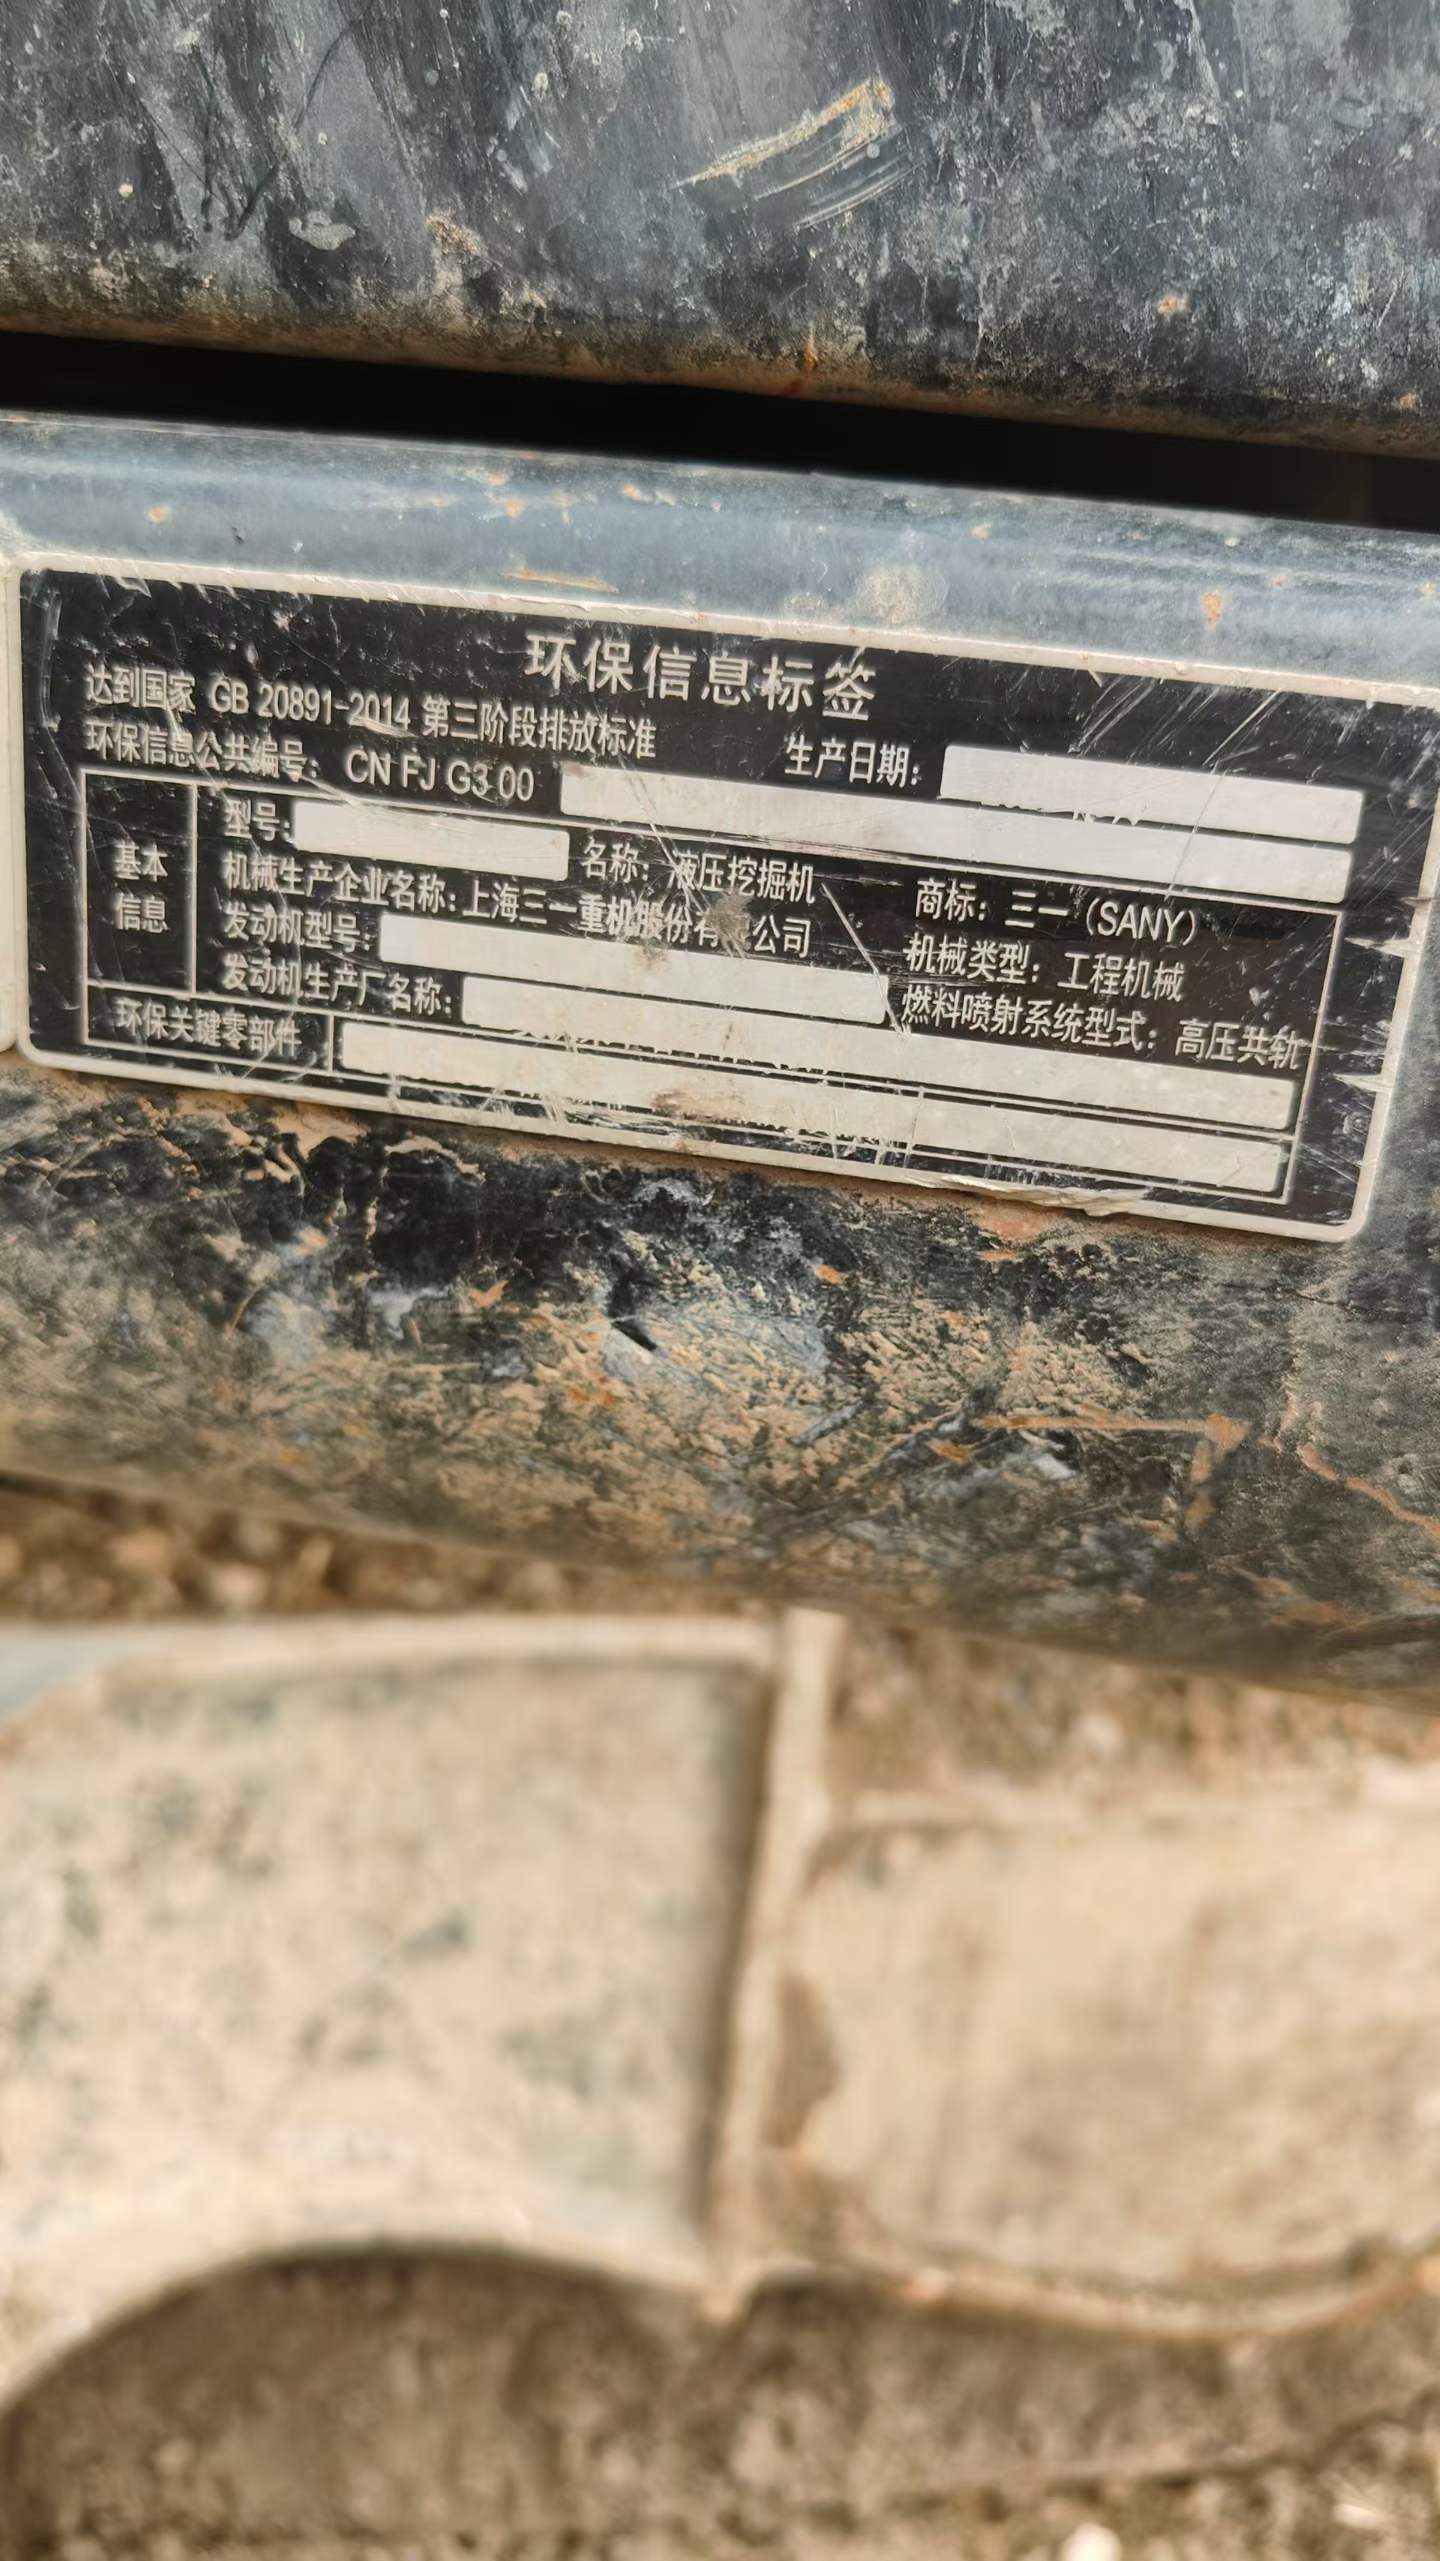 环保信息标签
达到国家 GB 20891-2014 第三阶段排放标准 生产日期:
环保信息公共编号: CN FJ G3 00
基本信息
型号: 名称: 液压挖掘机 商标: 三一 (SANY)
机械生产企业名称: 上海三一重机股份有 公司 机械类型: 工程机械
发动机型号: 燃料喷射系统型式: 高压共轨
发动机生产厂名称:
环保关键零部件